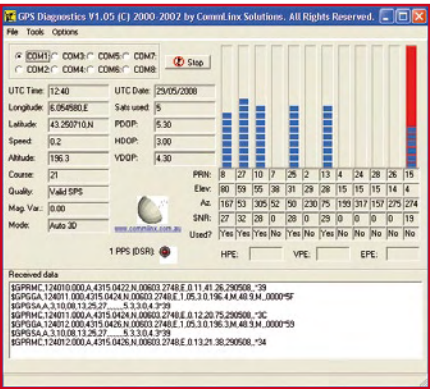 GPS Diagnostics V1.05 (C) 2000-2002 by CommLinx Solutions. All Rights Reserved.
File Tools Options
COM1 COM3: COM5: COM7:
COM2: COM4: COM6: COM8:
Stop
UTC Time: 12:40 UTC Date: 29/05/2008
Longitude: 6.054580,E Sats used: 5
Latitude: 43.250710,N PDOP: 5.30
Speed: 0.2 HDOP: 3.00
Altitude: 196.3 VDOP: 4.30
Course: 21
Quality: Valid SPS
Mag. Var.: 0.00
Mode: Auto 3D
www.commlinx.com.au
1 PPS (DSR):
PRN: 8 27 10 7 25 2 13 4 24 28 26 15
Elev: 80 59 55 38 31 29 28 15 15 15 14 4
Az: 167 53 305 52 50 230 75 199 317 157 275 274
SNR: 27 32 28 0 28 0 29 0 0 0 0 19
Used? Yes Yes Yes No Yes No Yes No No No No No
HPE: VPE: EPE:
Received data
$GPRMC,124010.000,A,4315.0422,N,00603.2748,E,0.11,41.26,290508,,*39
$GPGGA,124011.000,4315.0424,N,00603.2748,E,1,05,3.0,196.4,M,48.9,M,,0000*5F
$GPGSA,A,3,10,08,13,25,27,,,,,,,,5.3,3.0,4.3*39
$GPRMC,124011.000,A,4315.0424,N,00603.2748,E,0.12,20.75,290508,,*3C
$GPGGA,124012.000,4315.0426,N,00603.2748,E,1,05,3.0,196.3,M,48.9,M,,0000*59
$GPGSA,A,3,10,08,13,25,27,,,,,,,,5.3,3.0,4.3*39
$GPRMC,124012.000,A,4315.0426,N,00603.2748,E,0.13,21.38,290508,,*34